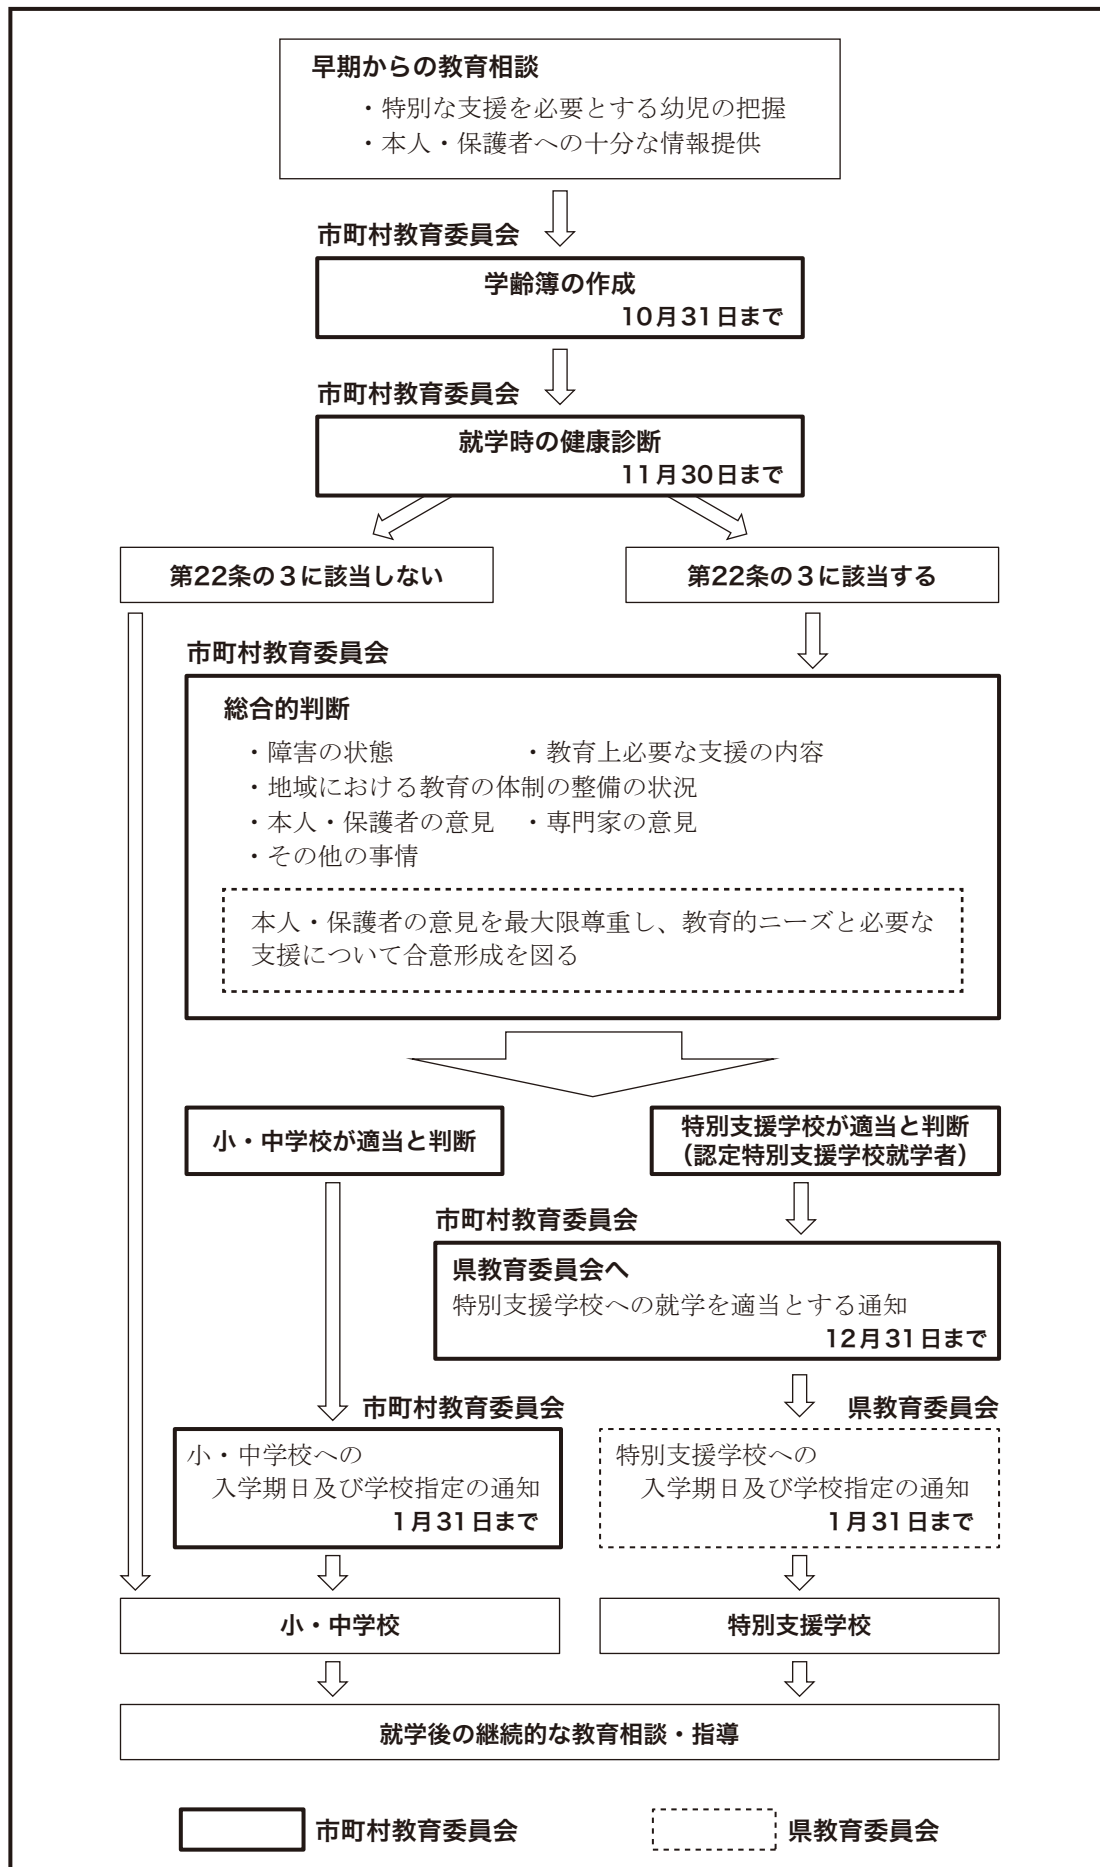 早期からの教育相談
・特別な支援を必要とする幼児の把握
・本人・保護者への十分な情報提供
市町村教育委員会
学齢簿の作成
10月31日まで
市町村教育委員会
就学時の健康診断
11月30日まで
第22条の３に該当しない
第22条の３に該当する
市町村教育委員会
総合的判断
・障害の状態　・教育上必要な支援の内容
・地域における教育の体制の整備の状況
・本人・保護者の意見　・専門家の意見
・その他の事情
本人・保護者の意見を最大限尊重し、教育的ニーズと必要な
支援について合意形成を図る
小・中学校が適当と判断
特別支援学校が適当と判断
（認定特別支援学校就学者）
市町村教育委員会
県教育委員会へ
特別支援学校への就学を適当とする通知
12月31日まで
市町村教育委員会
小・中学校への
入学期日及び学校指定の通知
1月31日まで
県教育委員会
特別支援学校への
入学期日及び学校指定の通知
1月31日まで
小・中学校
特別支援学校
就学後の継続的な教育相談・指導
市町村教育委員会
県教育委員会